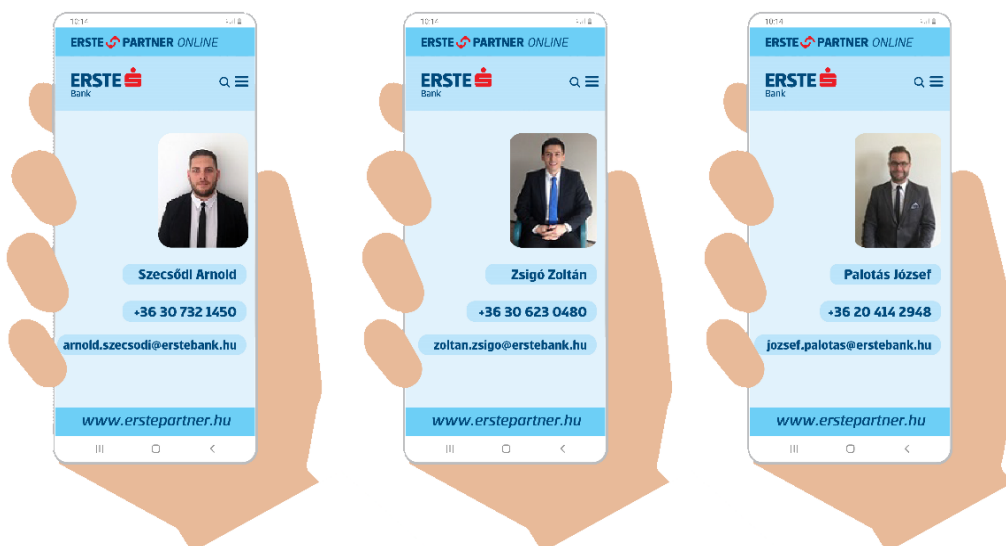 10:14
ERSTE PARTNER ONLINE
ERSTE
Bank
Szecsődi Arnold
+36 30 732 1450
arnold.szecsodi@erstebank.hu
www.erstepartner.hu
10:14
ERSTE PARTNER ONLINE
ERSTE
Bank
Zsigó Zoltán
+36 30 623 0480
zoltan.zsigo@erstebank.hu
www.erstepartner.hu
10:14
ERSTE PARTNER ONLINE
ERSTE
Bank
Palotás József
+36 20 414 2948
jozsef.palotas@erstebank.hu
www.erstepartner.hu